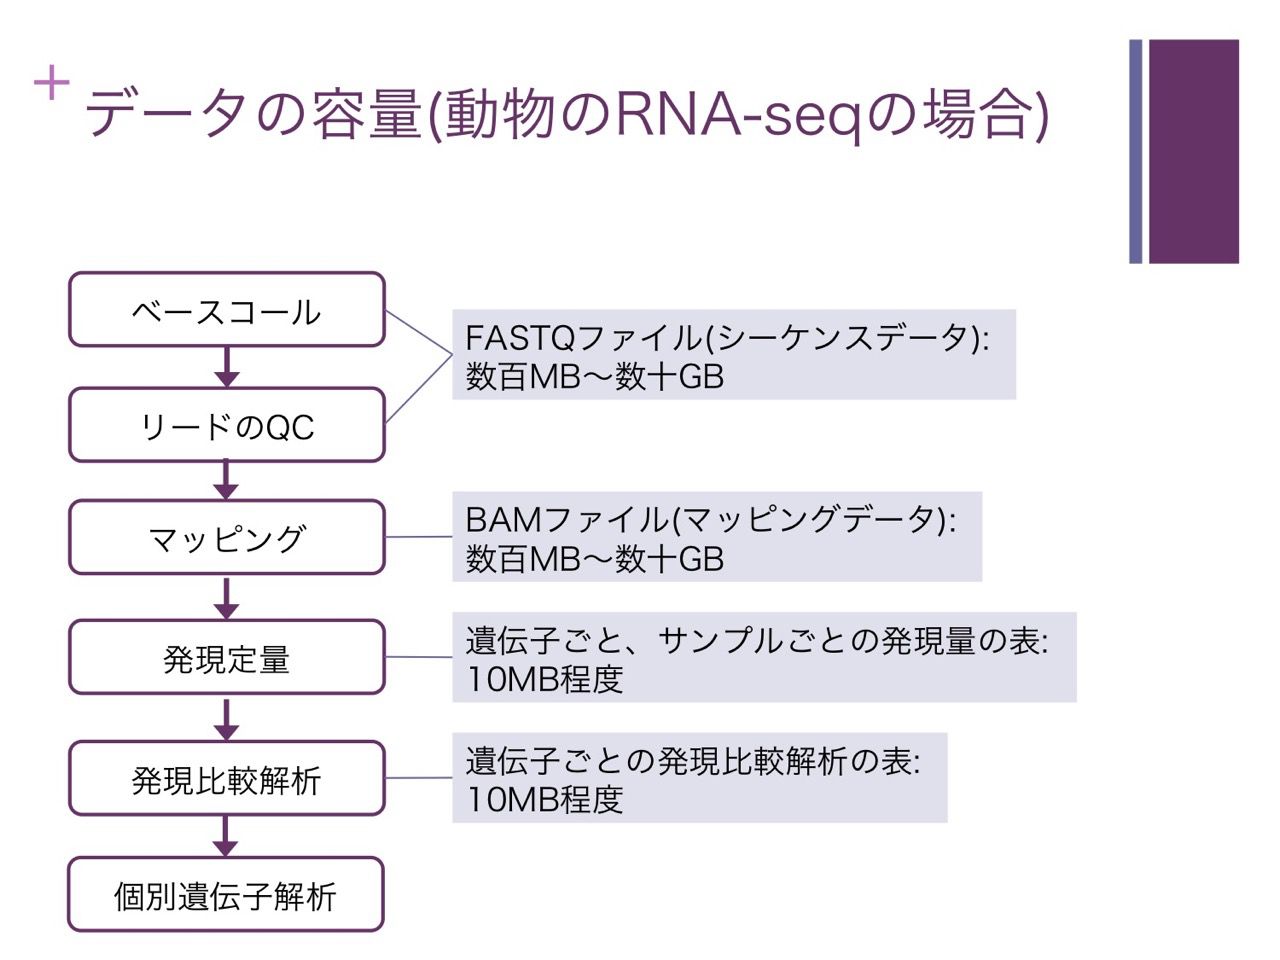 +
データの容量(動物のRNA-seqの場合)
ベースコール
リードのQC
FASTQファイル(シーケンスデータ):
数百MB〜数十GB
マッピング
BAMファイル(マッピングデータ):
数百MB〜数十GB
発現定量
遺伝子ごと、サンプルごとの発現量の表:
10MB程度
発現比較解析
遺伝子ごとの発現比較解析の表:
10MB程度
個別遺伝子解析